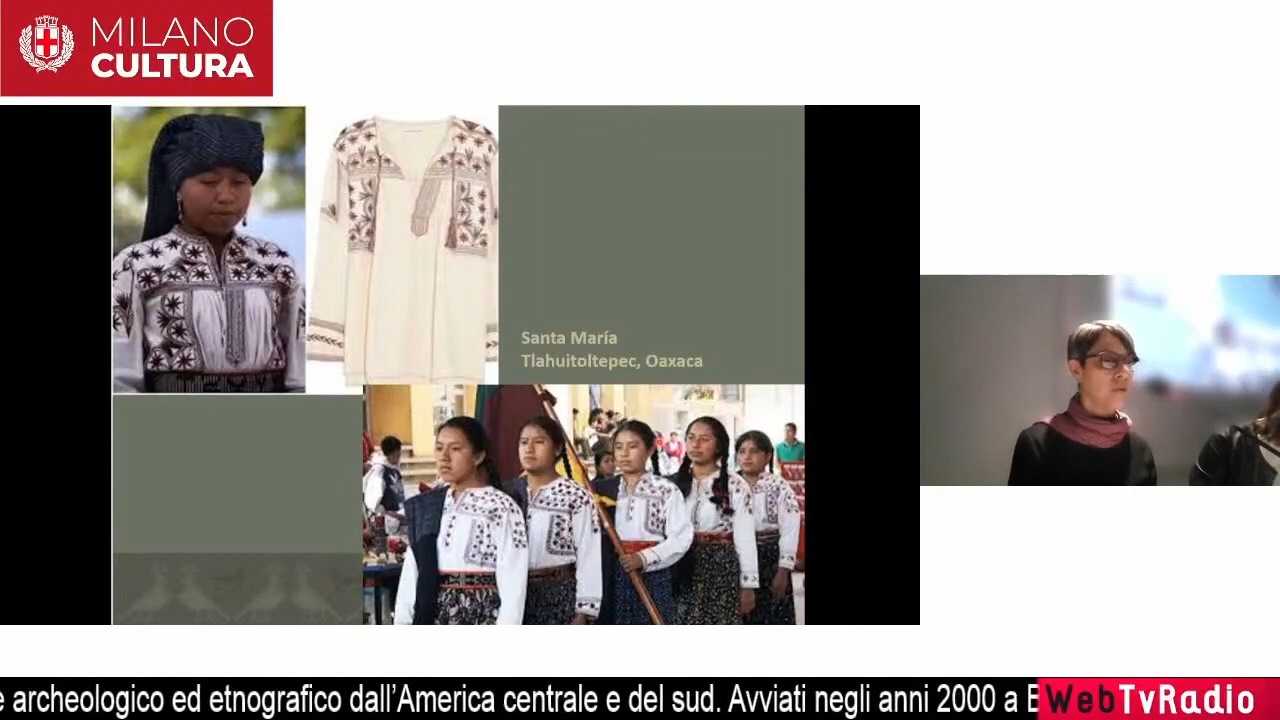 MILANO
CULTURA
Santa María
Tlahuitoltepec, Oaxaca
e archeologico ed etnografico dall'America centrale e del sud. Avviati negli anni 2000 a
WebTvRadio